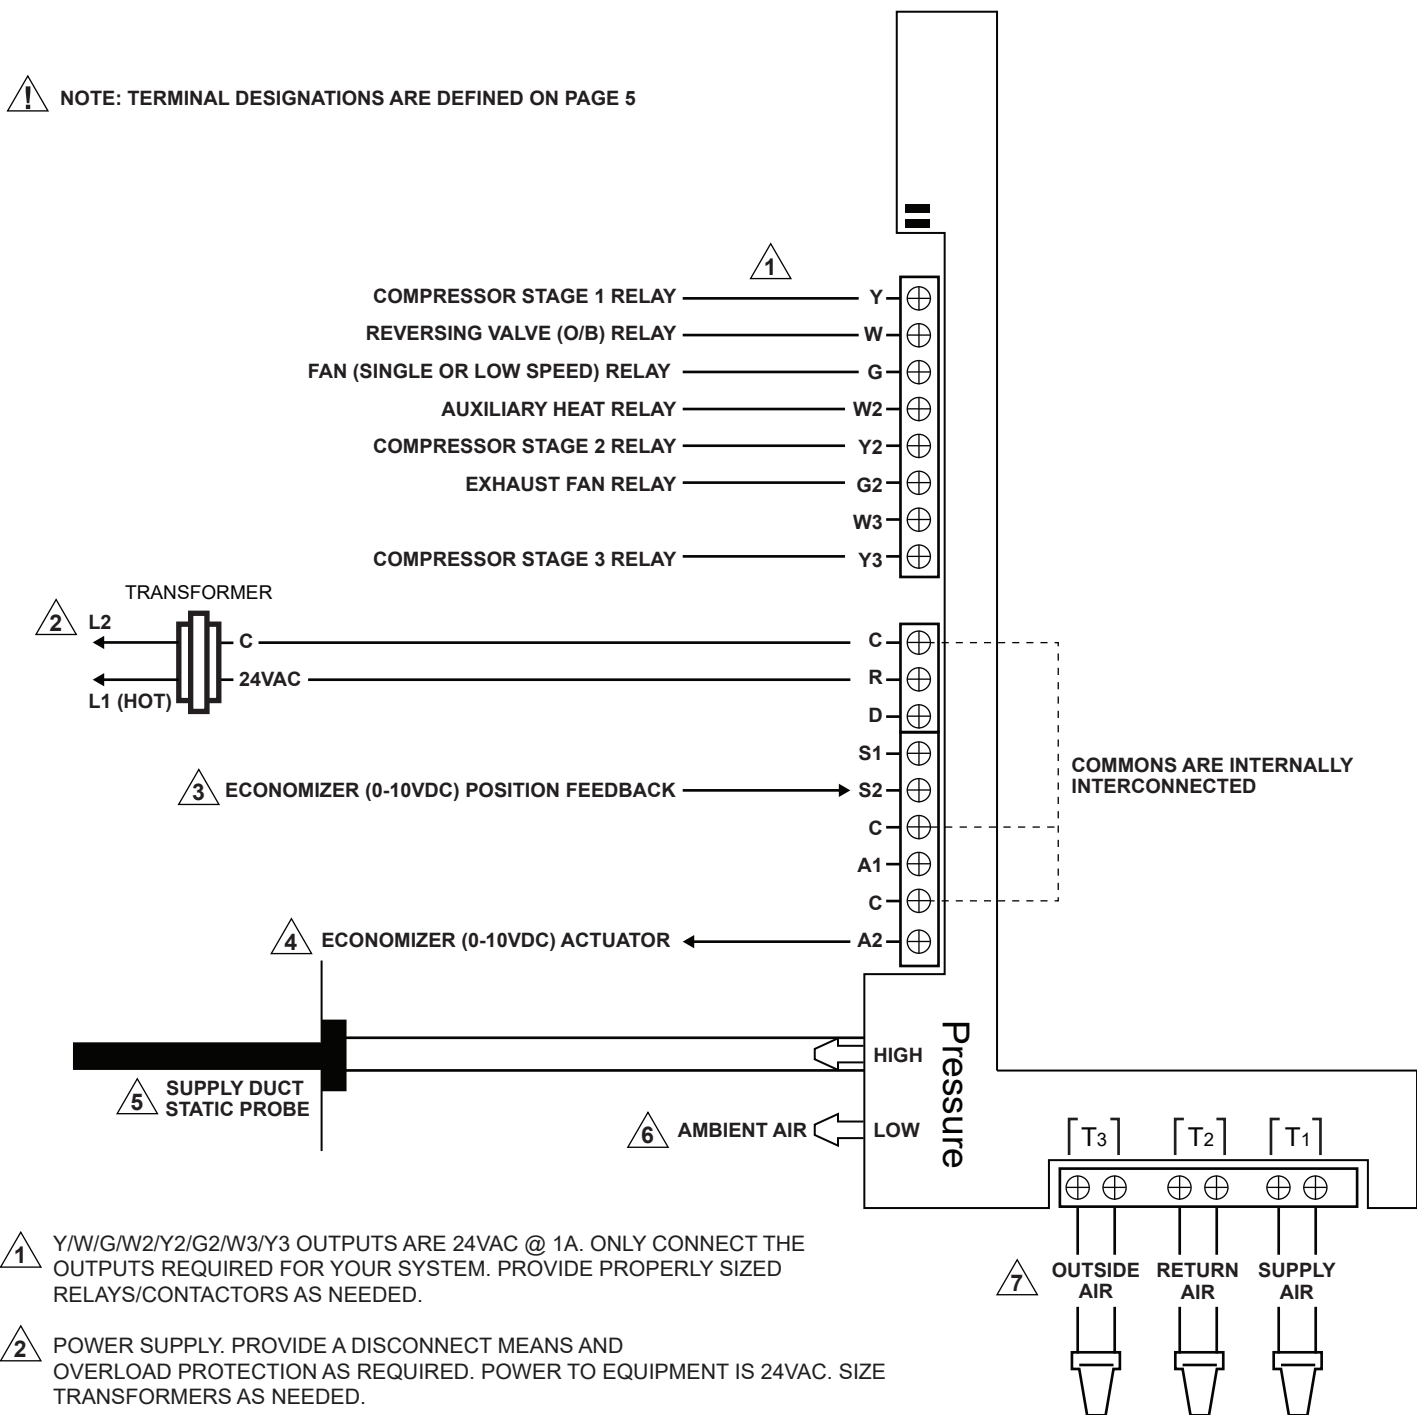 ! NOTE: TERMINAL DESIGNATIONS ARE DEFINED ON PAGE 5
1
COMPRESSOR STAGE 1 RELAY Y
REVERSING VALVE (O/B) RELAY W
FAN (SINGLE OR LOW SPEED) RELAY G
AUXILIARY HEAT RELAY W2
COMPRESSOR STAGE 2 RELAY Y2
EXHAUST FAN RELAY G2
W3
COMPRESSOR STAGE 3 RELAY Y3
TRANSFORMER
2 L2
C C
24VAC R
L1 (HOT)
D
S1
COMMONS ARE INTERNALLY
INTERCONNECTED
3 ECONOMIZER (0-10VDC) POSITION FEEDBACK S2
C
A1
C
4 ECONOMIZER (0-10VDC) ACTUATOR A2
Pressure
HIGH
5 SUPPLY DUCT
STATIC PROBE
6 AMBIENT AIR LOW
T3 T2 T1
7 OUTSIDE
AIR
RETURN
AIR
SUPPLY
AIR
1 Y/W/G/W2/Y2/G2/W3/Y3 OUTPUTS ARE 24VAC @ 1A. ONLY CONNECT THE
OUTPUTS REQUIRED FOR YOUR SYSTEM. PROVIDE PROPERLY SIZED
RELAYS/CONTACTORS AS NEEDED.
2 POWER SUPPLY. PROVIDE A DISCONNECT MEANS AND
OVERLOAD PROTECTION AS REQUIRED. POWER TO EQUIPMENT IS 24VAC. SIZE
TRANSFORMERS AS NEEDED.